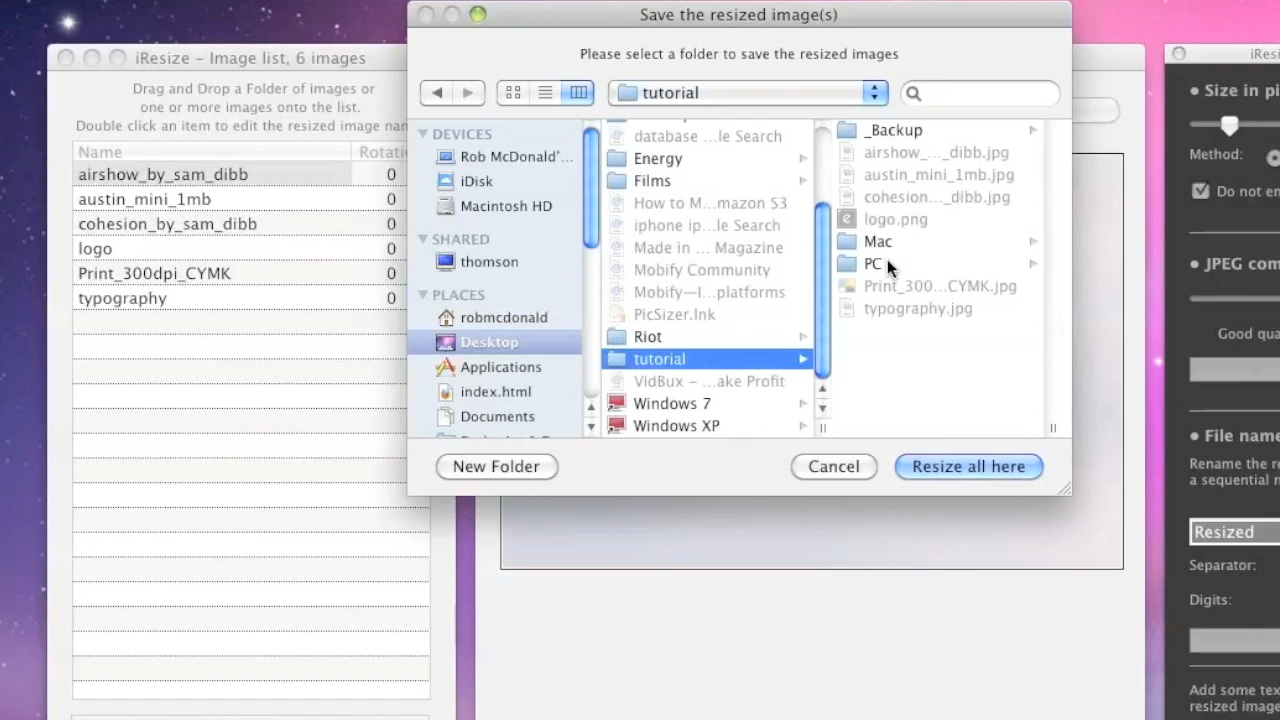 Save the resized image(s)
Please select a folder to save the resized images
tutorial
DEVICES
Rob McDonald'...
iDisk
Macintosh HD
SHARED
thomson
PLACES
robmcdonald
Desktop
Applications
index.html
Documents
database ...le Search
Energy
Films
How to M...mazon S3
iphone ip...le Search
Made in ... Magazine
Mobify Community
Mobify—I...platforms
PicSizer.lnk
Riot
tutorial
VidBux – ...ake Profit
Windows 7
Windows XP
_Backup
airshow_..._dibb.jpg
austin_mini_1mb.jpg
cohesion_..._dibb.jpg
logo.png
Mac
PC
Print_300...CYMK.jpg
typography.jpg
New Folder
Cancel
Resize all here
iResize – Image list, 6 images
Drag and Drop a Folder of images or
one or more images onto the list.
Double click an item to edit the resized image nam
Name Rotati
airshow_by_sam_dibb 0
austin_mini_1mb 0
cohesion_by_sam_dibb 0
logo 0
Print_300dpi_CYMK 0
typography 0
iResi
• Size in pi
Method:
Do not en
• JPEG com
Good qua
• File name
Rename the re
a sequential n
Resized
Separator:
Digits:
Add some tex
resized image